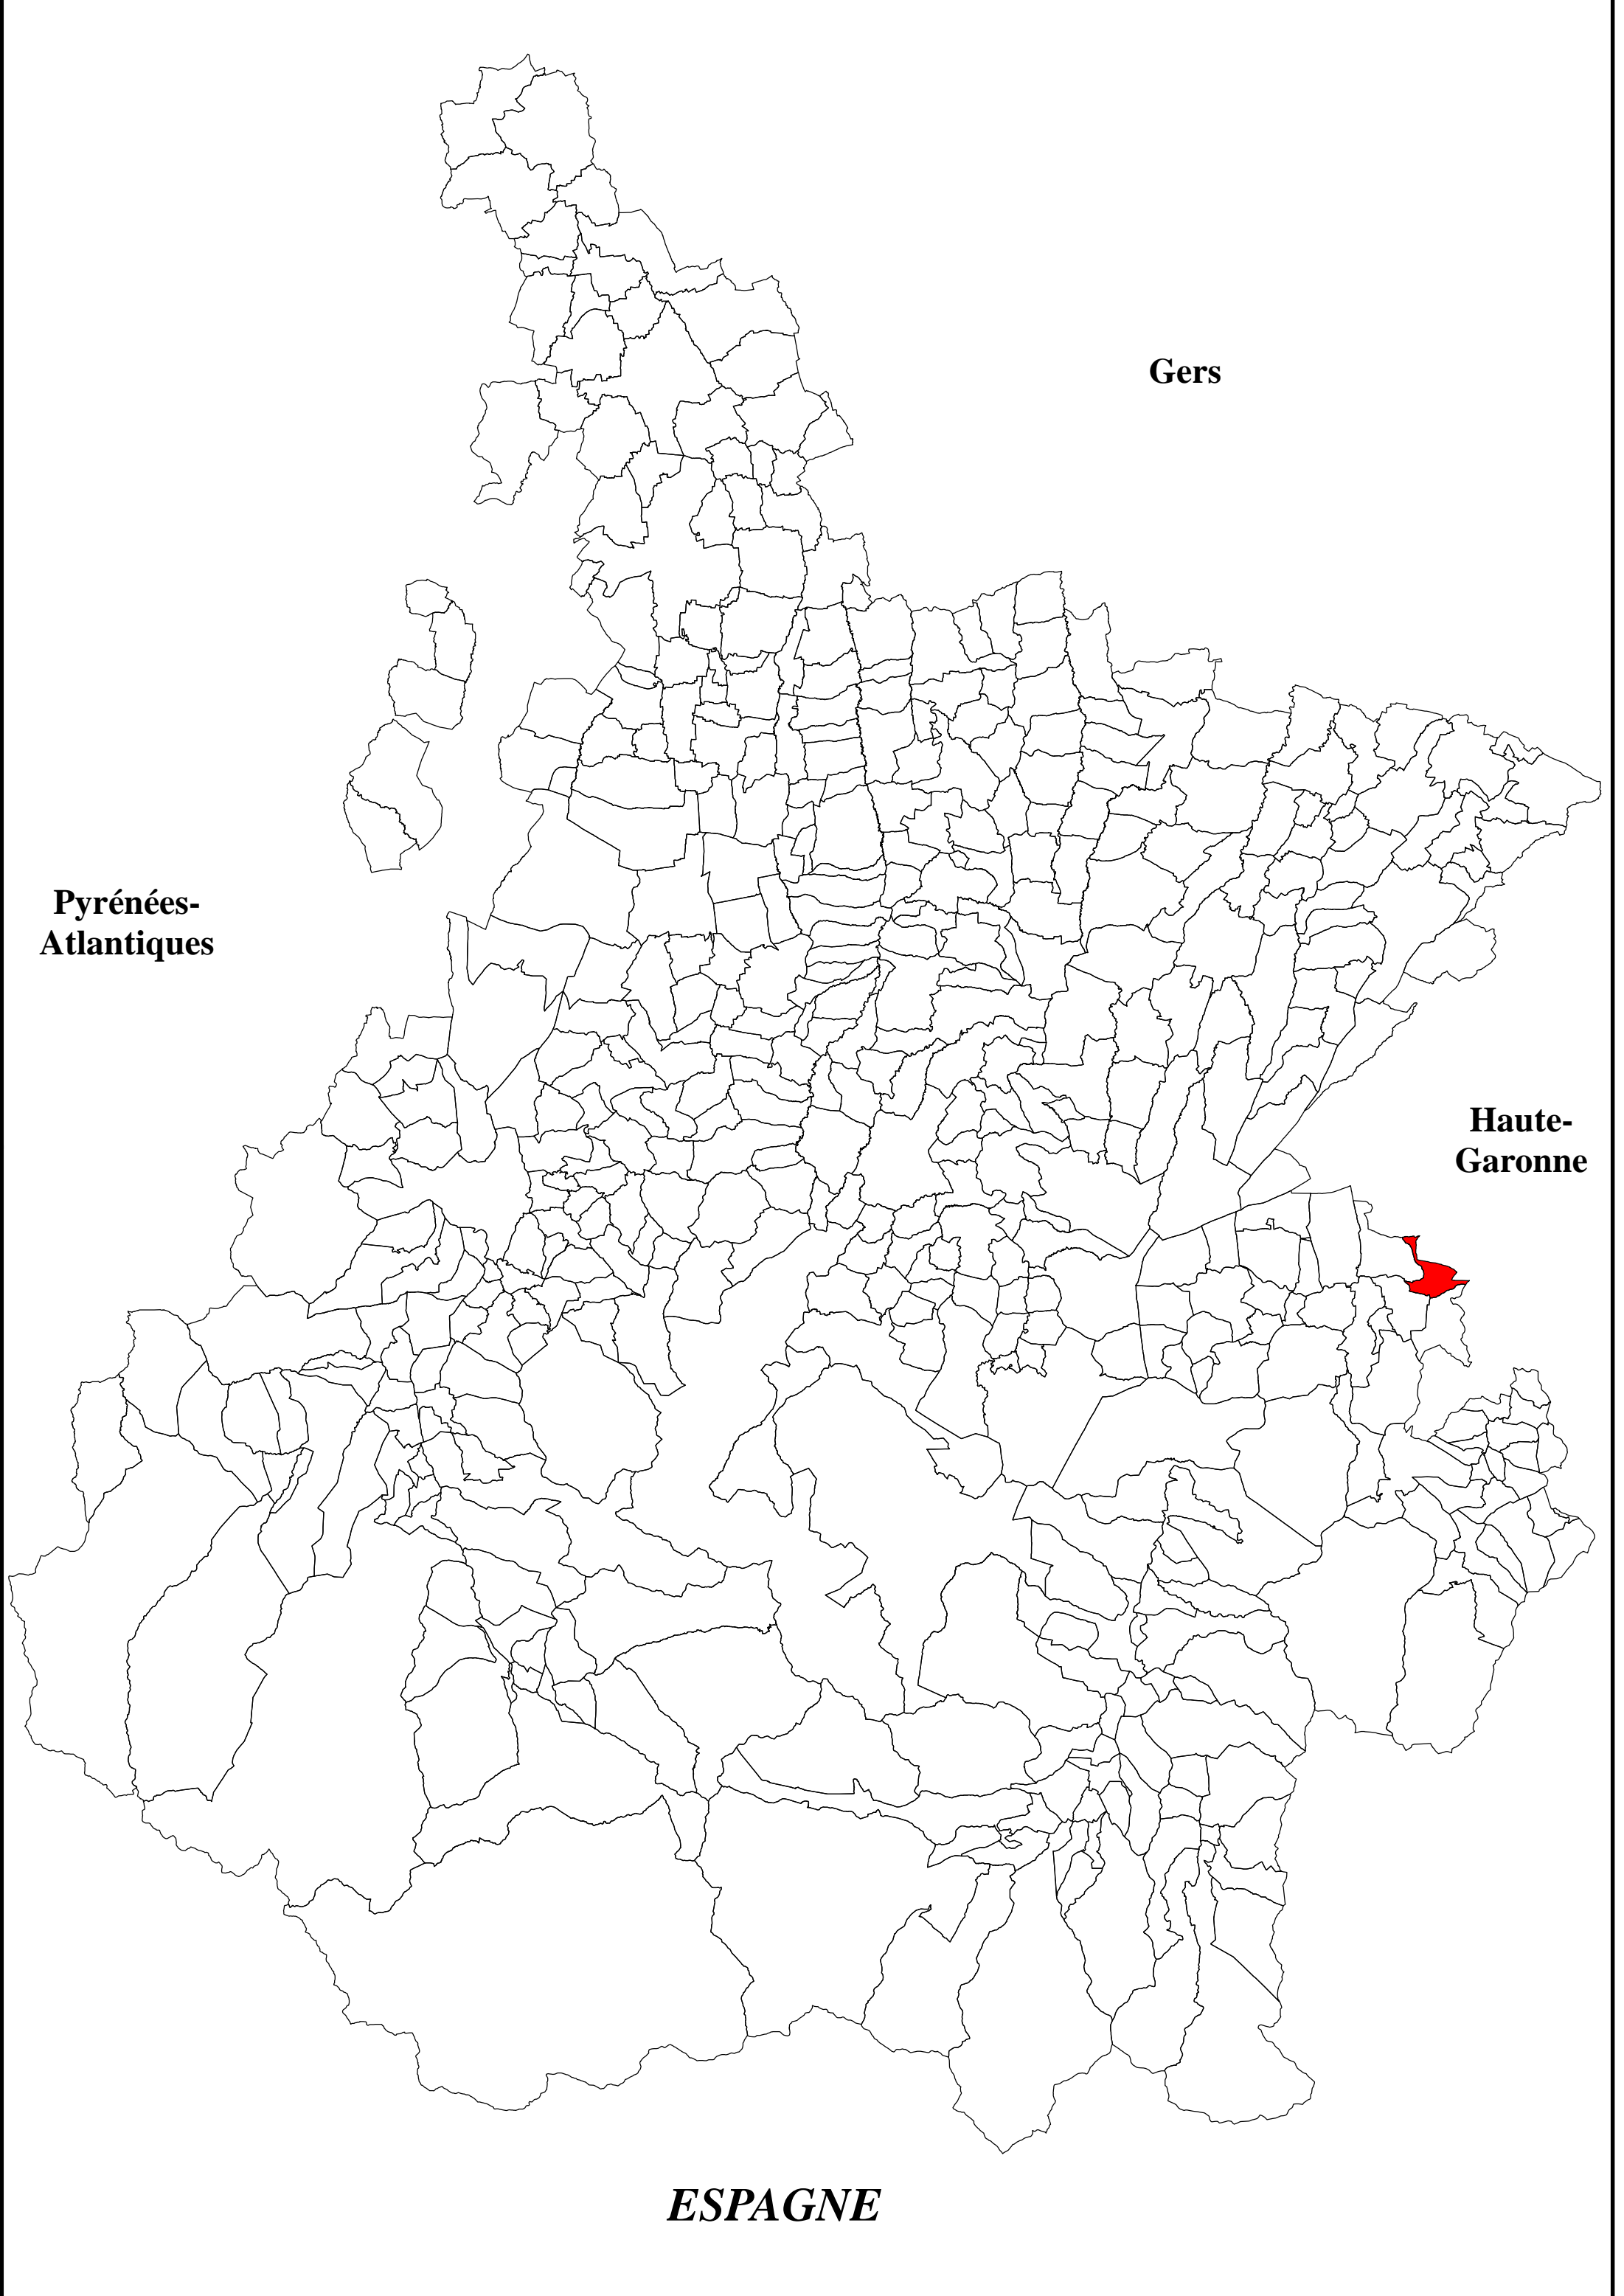 Gers
Pyrénées-
Atlantiques
Haute-
Garonne
ESPAGNE